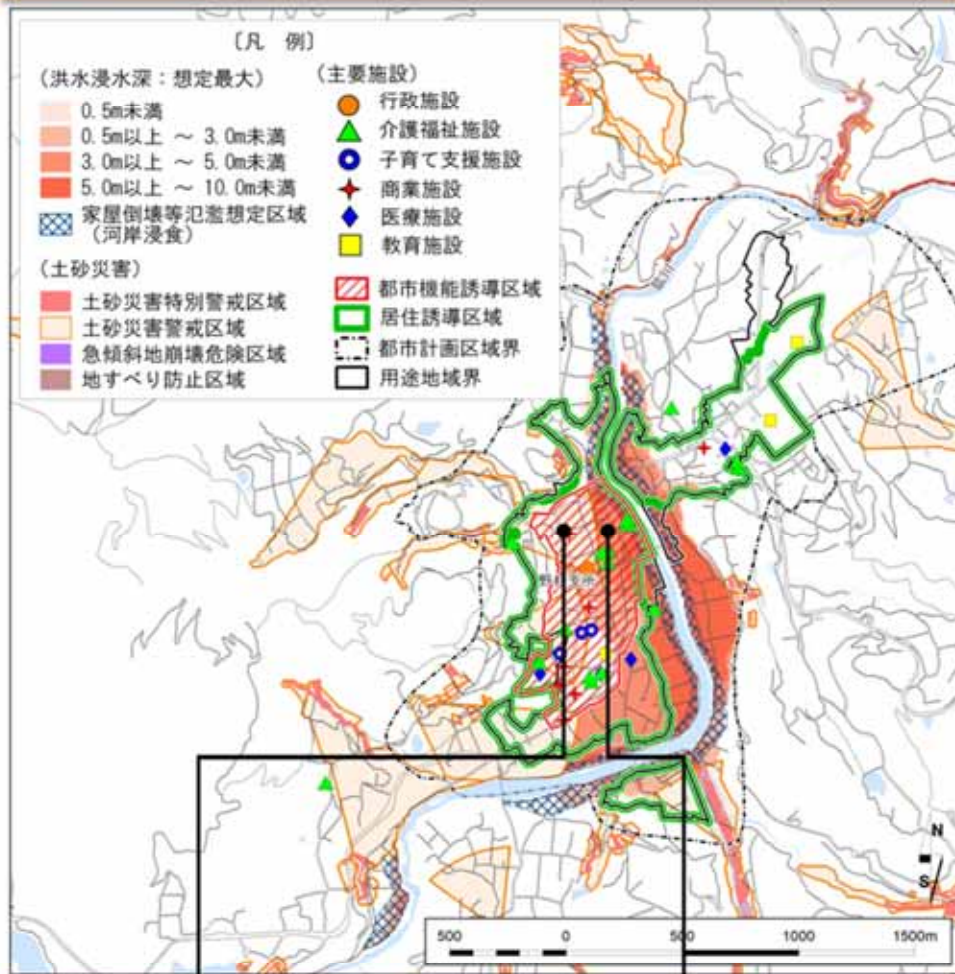 〔凡 例〕
(洪水浸水深：想定最大)
0.5m未満
0.5m以上 ～ 3.0m未満
3.0m以上 ～ 5.0m未満
5.0m以上 ～ 10.0m未満
家屋倒壊等氾濫想定区域
(河岸浸食)
(土砂災害)
土砂災害特別警戒区域
土砂災害警戒区域
急傾斜地崩壊危険区域
地すべり防止区域
(主要施設)
行政施設
介護福祉施設
子育て支援施設
商業施設
医療施設
教育施設
都市機能誘導区域
居住誘導区域
都市計画区域界
用途地域界
N
S
500 0 500 1000 1500m